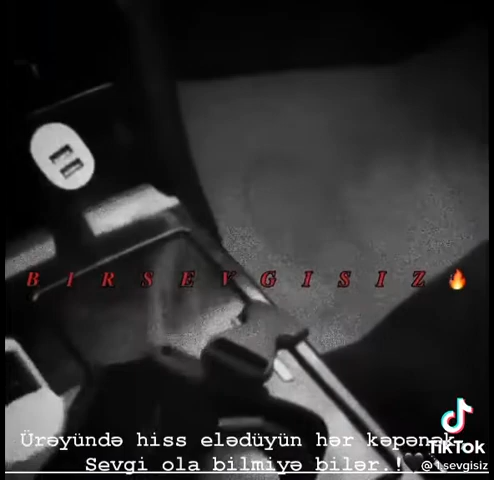 B I R S E V G I S I Z 🔥
Ürəyündə hiss elədüyün hər kəpənək
Sevgi ola bilmiyə bilər.!🖤
TikTok
@1sevgisiz